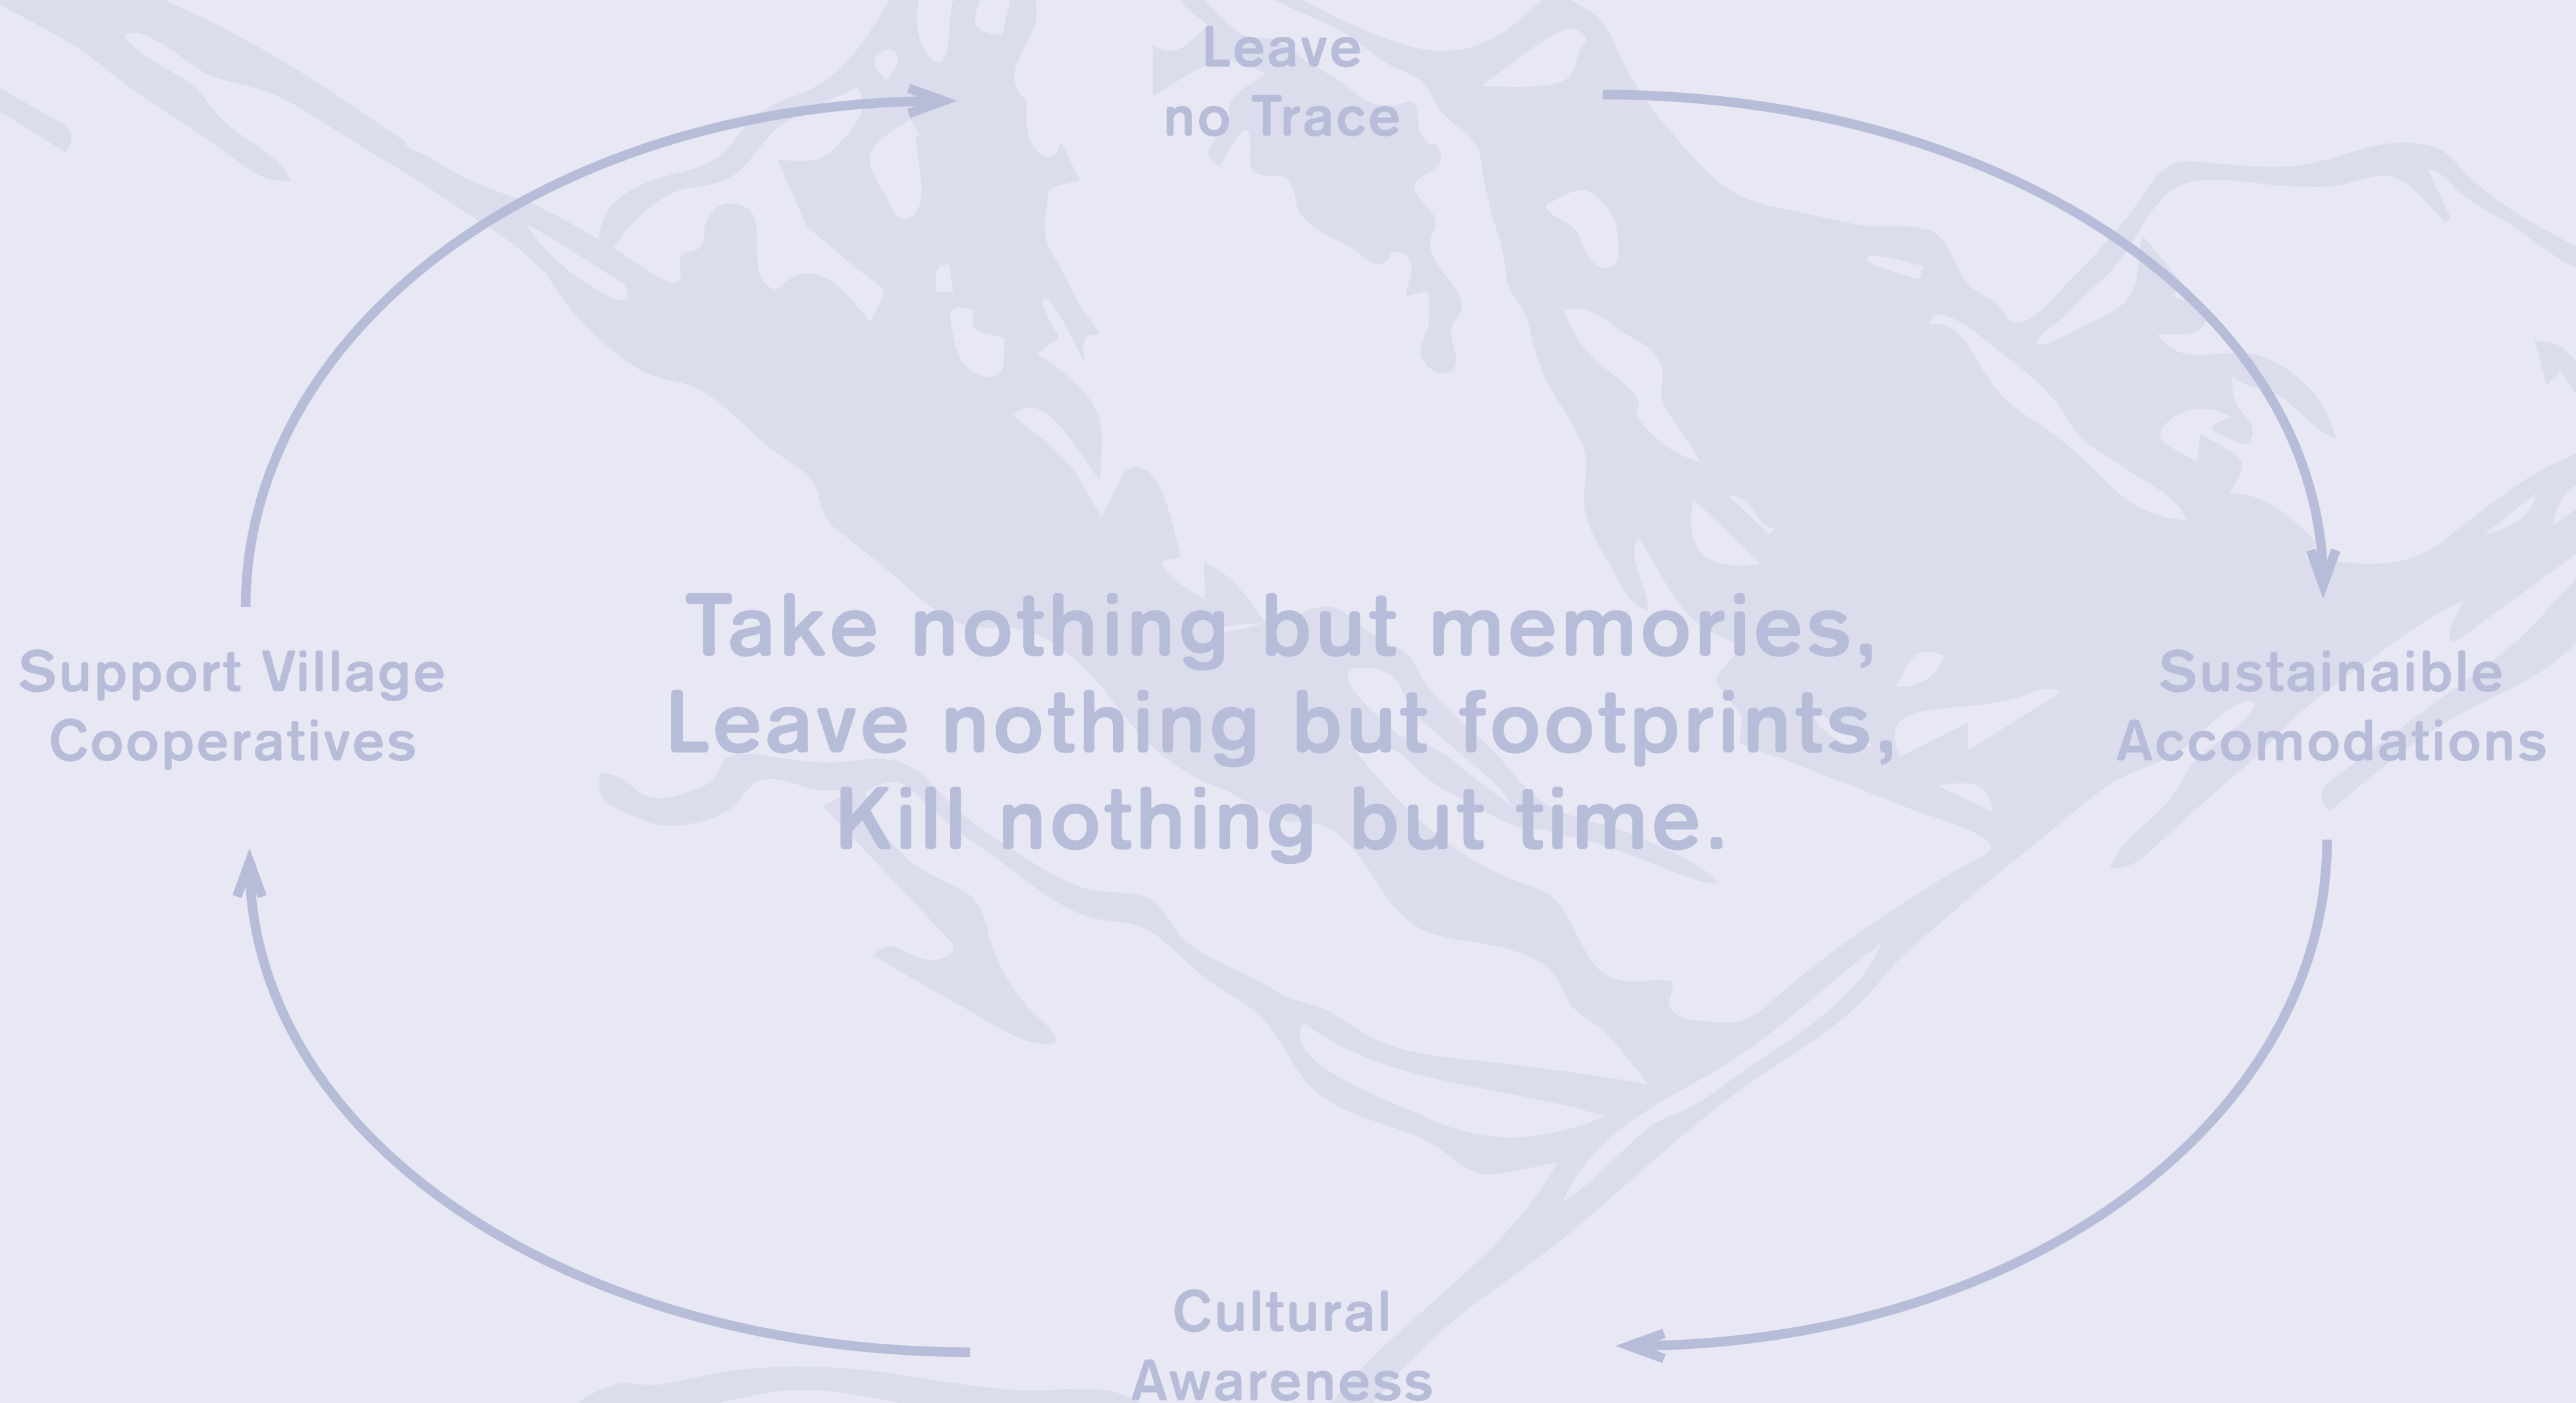 Leave
no Trace
Take nothing but memories,
Leave nothing but footprints,
Kill nothing but time.
Support Village
Cooperatives
Sustainaible
Accomodations
Cultural
Awareness